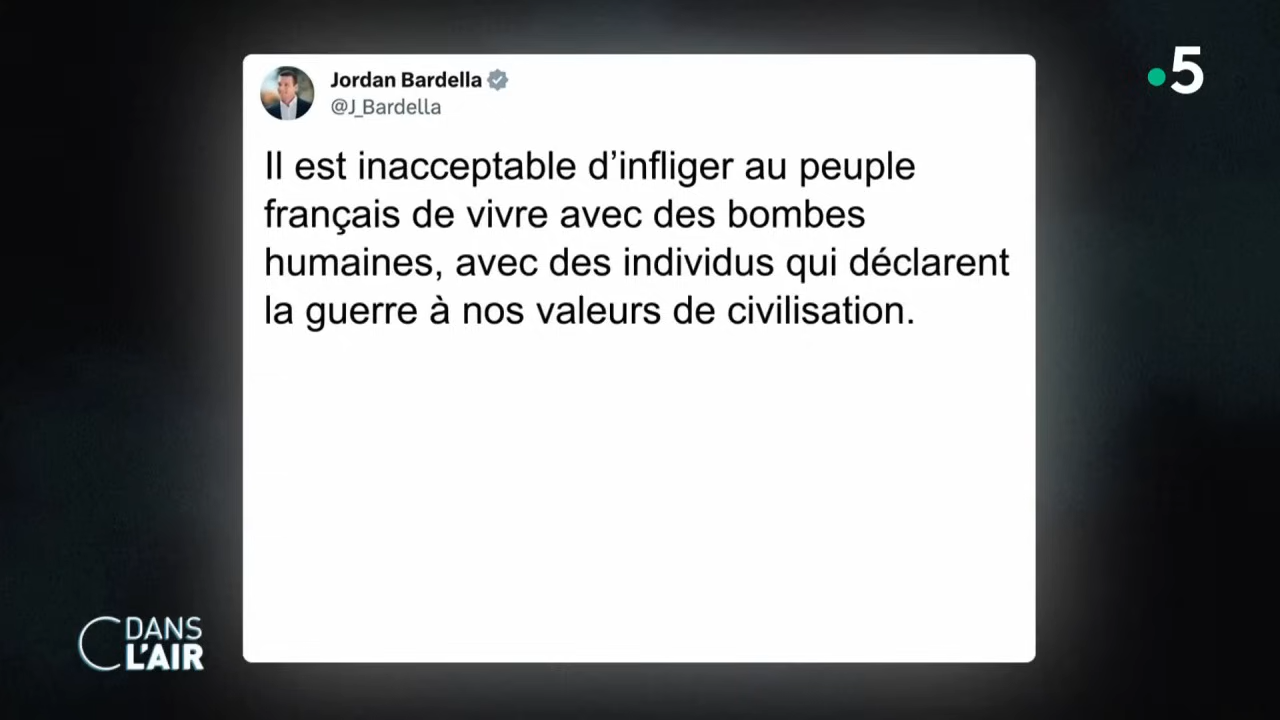 Jordan Bardella
@J_Bardella
Il est inacceptable d’infliger au peuple
français de vivre avec des bombes
humaines, avec des individus qui déclarent
la guerre à nos valeurs de civilisation.
5
C DANS
L’AIR